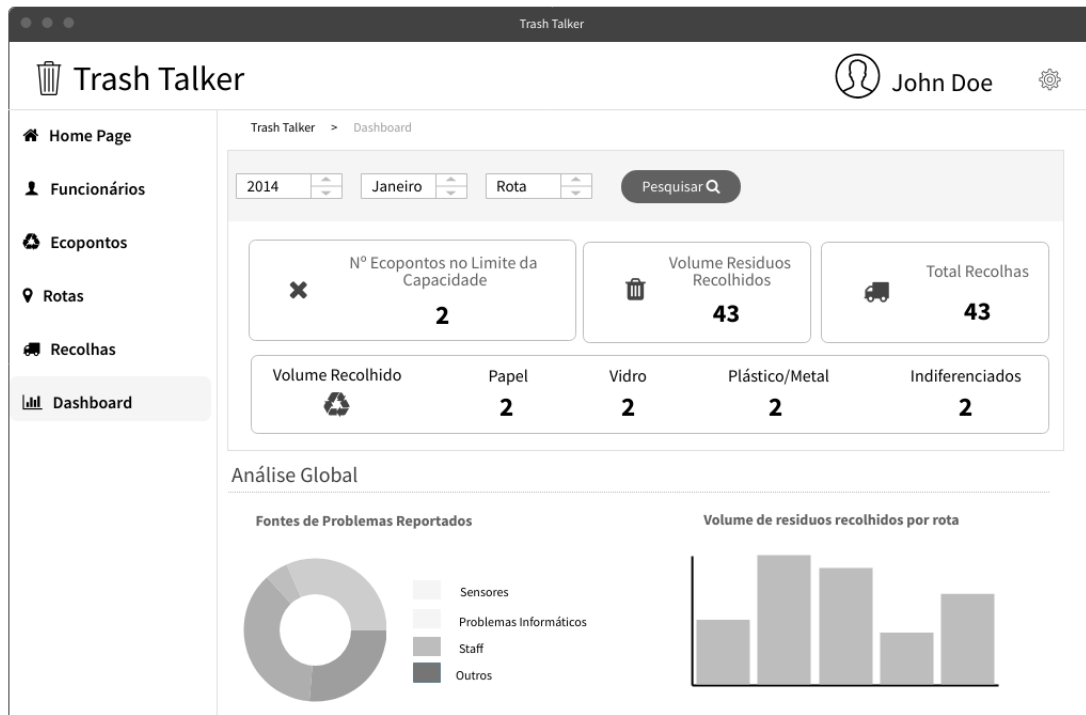 Trash Talker
Trash Talker
John Doe
Home Page
Funcionários
Ecopontos
Rotas
Recolhas
Dashboard
Trash Talker > Dashboard
2014 Janeiro Rota Pesquisar
Nº Ecopontos no Limite da
Capacidade
2
Volume Residuos
Recolhidos
43
Total Recolhas
43
Volume Recolhido Papel Vidro Plástico/Metal Indiferenciados
2 2 2 2
Análise Global
Fontes de Problemas Reportados
Sensores
Problemas Informáticos
Staff
Outros
Volume de residuos recolhidos por rota